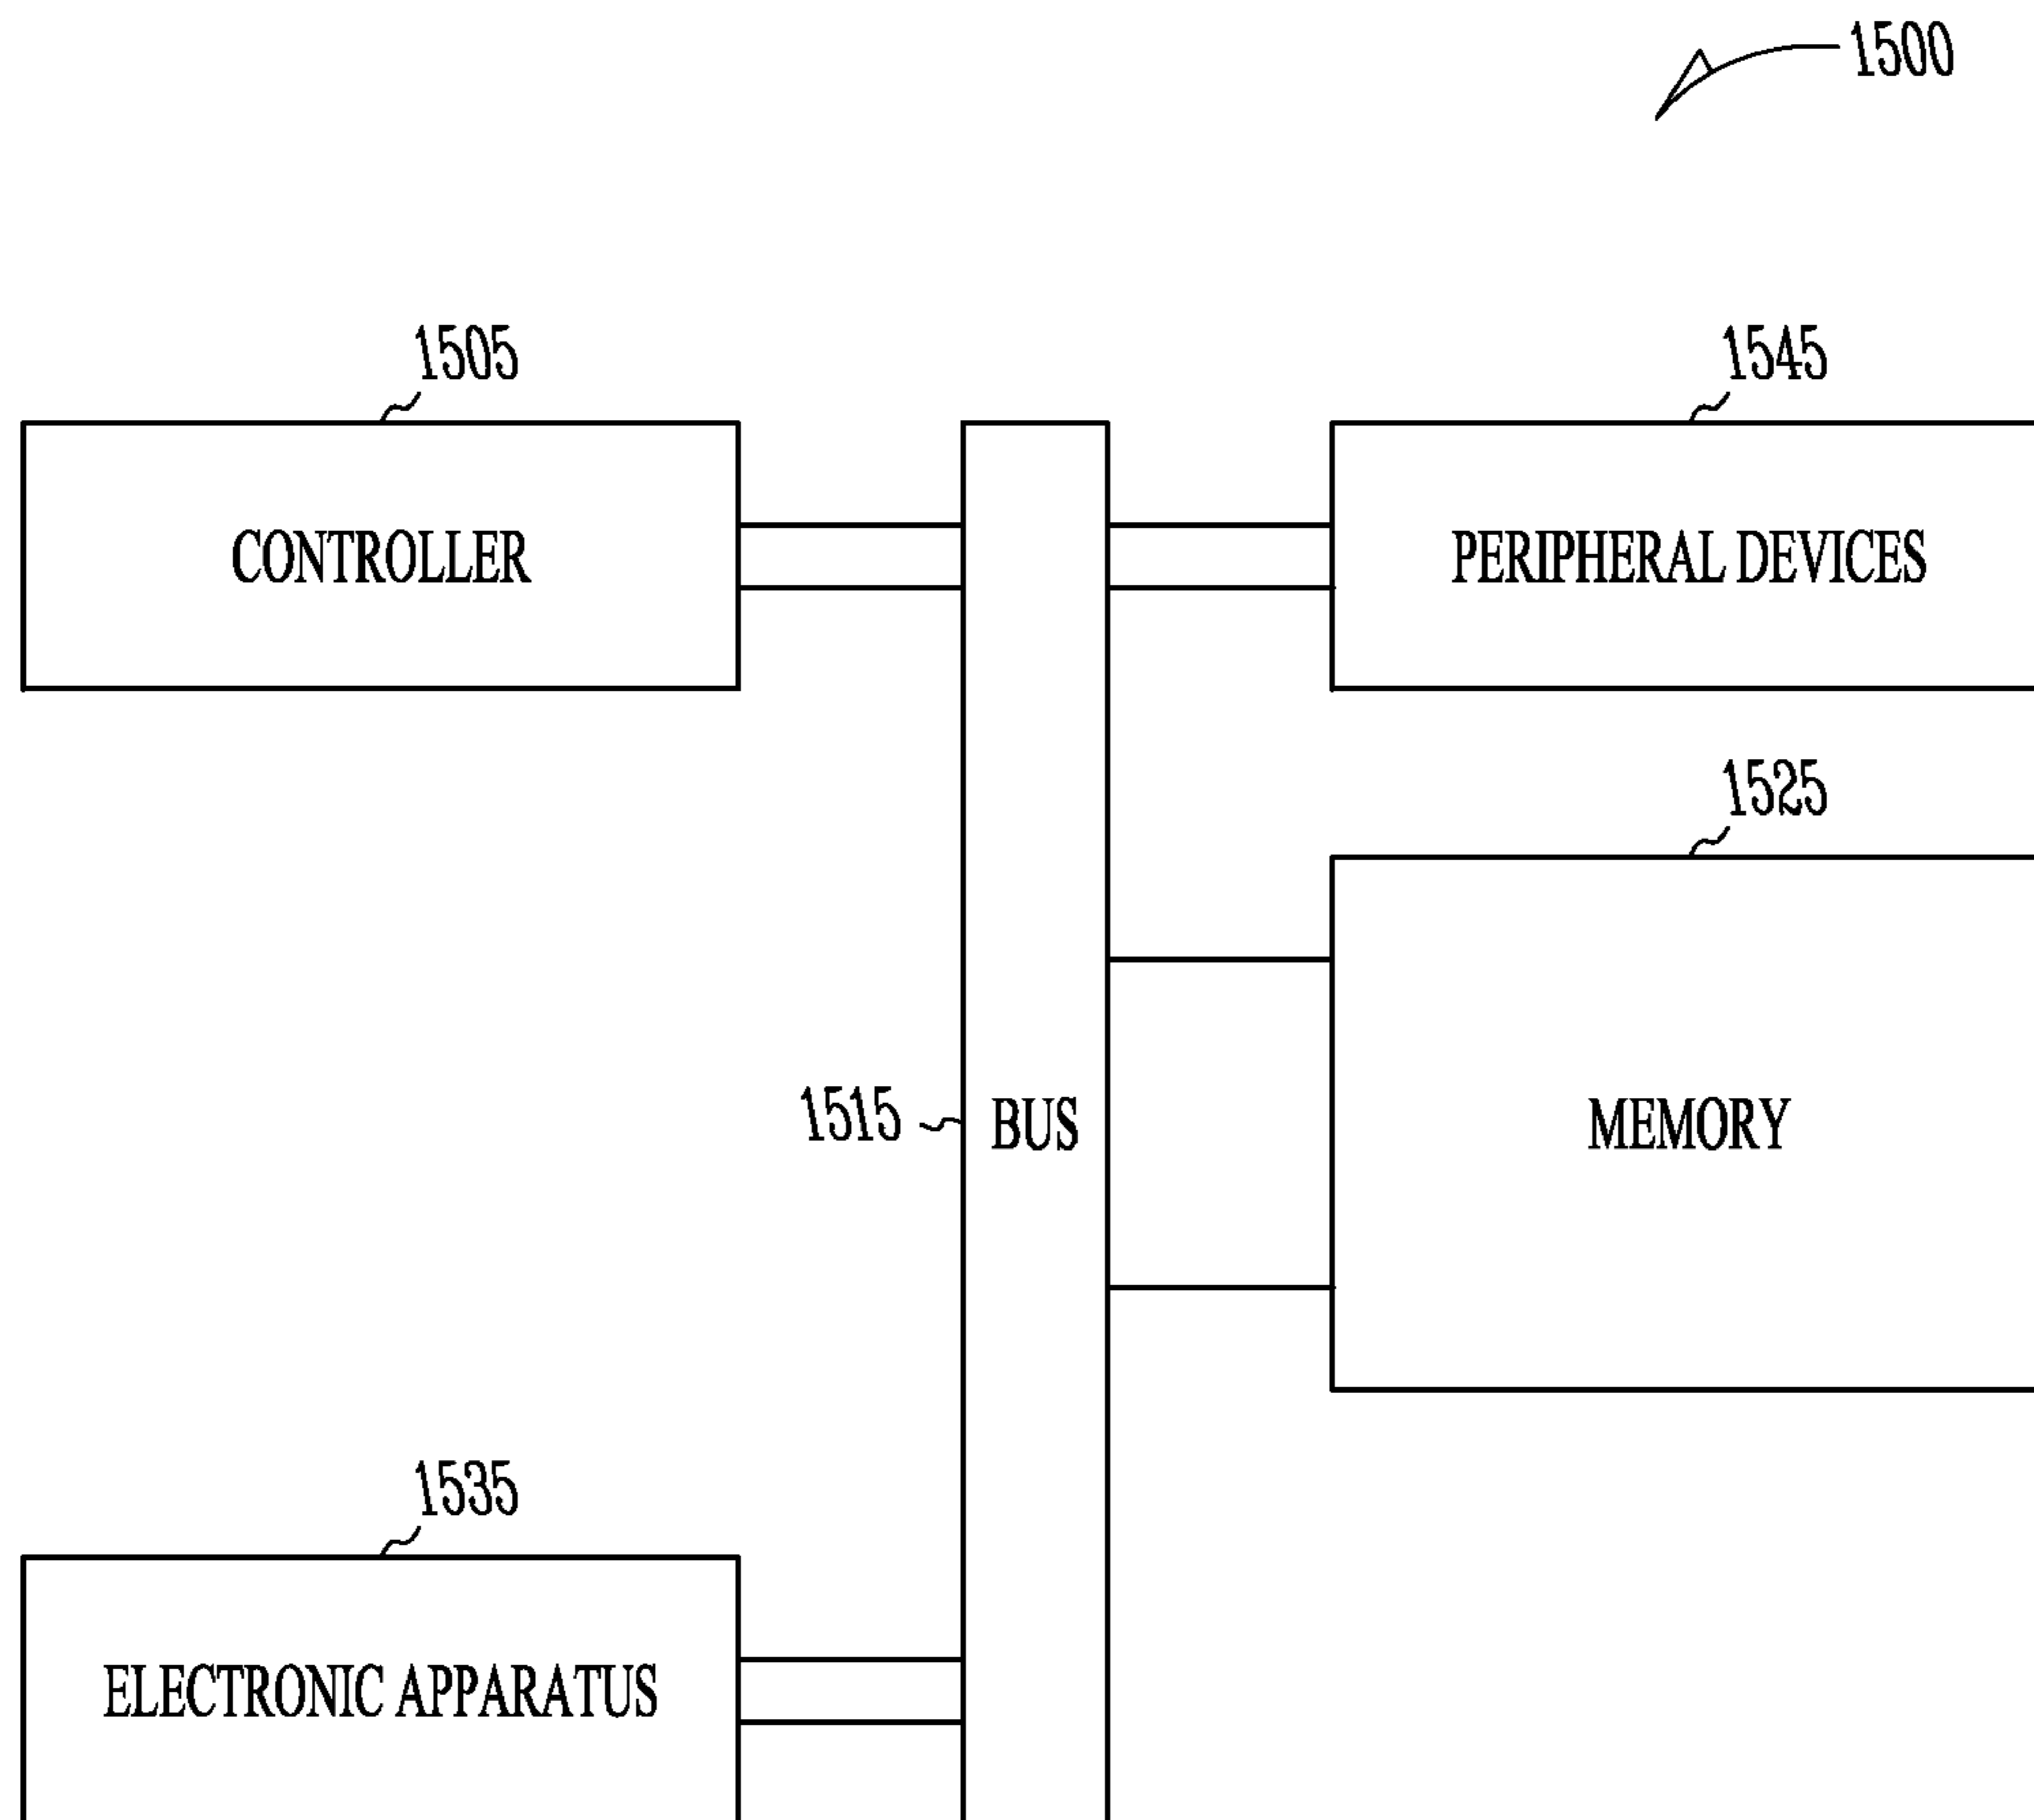 1500
1505
1545
CONTROLLER
PERIPHERAL DEVICES
1525
1515
BUS
MEMORY
1535
ELECTRONIC APPARATUS